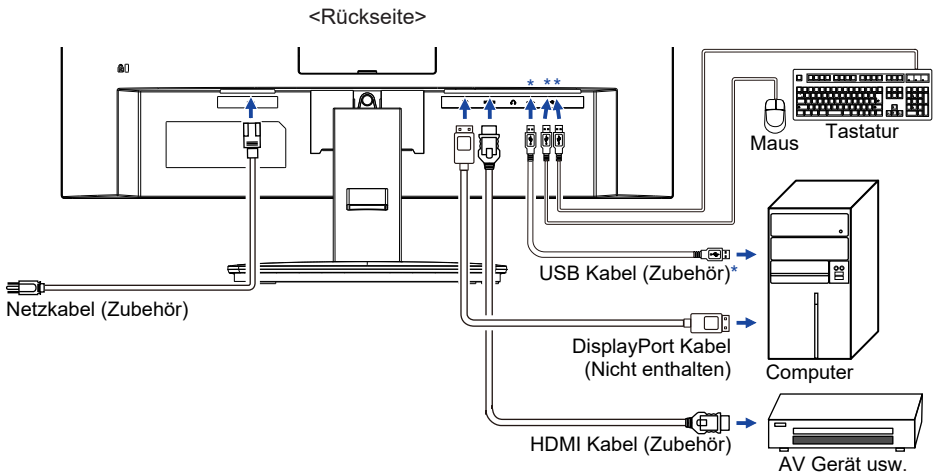 <Rückseite>
* **
Maus
Tastatur
USB Kabel (Zubehör)*
Netzkabel (Zubehör)
DisplayPort Kabel
(Nicht enthalten)
Computer
HDMI Kabel (Zubehör)
AV Gerät usw.